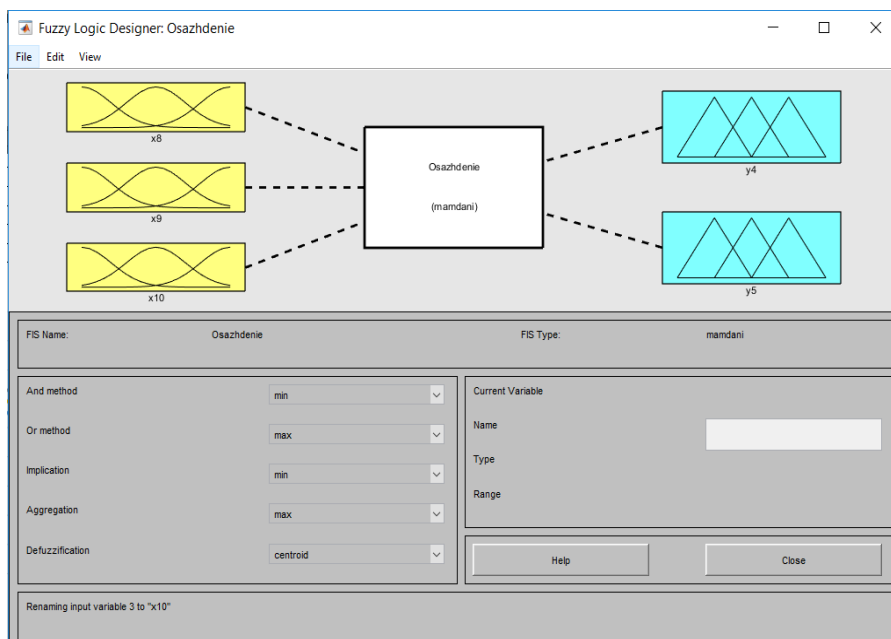 Fuzzy Logic Designer: Osazhdenie
File Edit View
x8
x9
x10
Osazhdenie
(mamdani)
y4
y5
FIS Name: Osazhdenie FIS Type: mamdani
And method min
Or method max
Implication min
Aggregation max
Defuzzification centroid
Current Variable
Name
Type
Range
Help Close
Renaming input variable 3 to "x10"